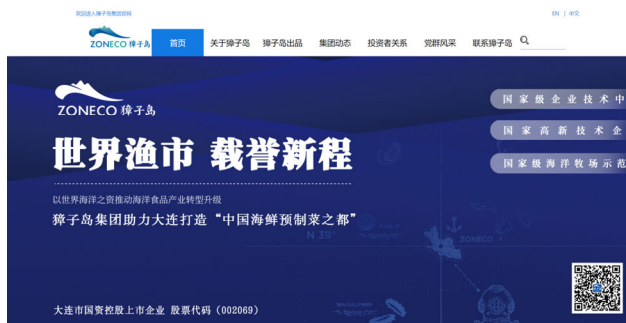 欢迎进入獐子岛集团官网
EN | 中文
ZONECO 獐子岛
首页
关于獐子岛
獐子岛出品
集团动态
投资者关系
党群风采
联系獐子岛
ZONECO 獐子岛
国家级企业技术中
国家高新技术企
国家级海洋牧场示范
世界渔市 载誉新程
以世界海洋之资推动海洋食品产业转型升级
獐子岛集团助力大连打造“中国海鲜预制菜之都”
N 39°
ZONECO
大连市国资控股上市企业 股票代码（002069）